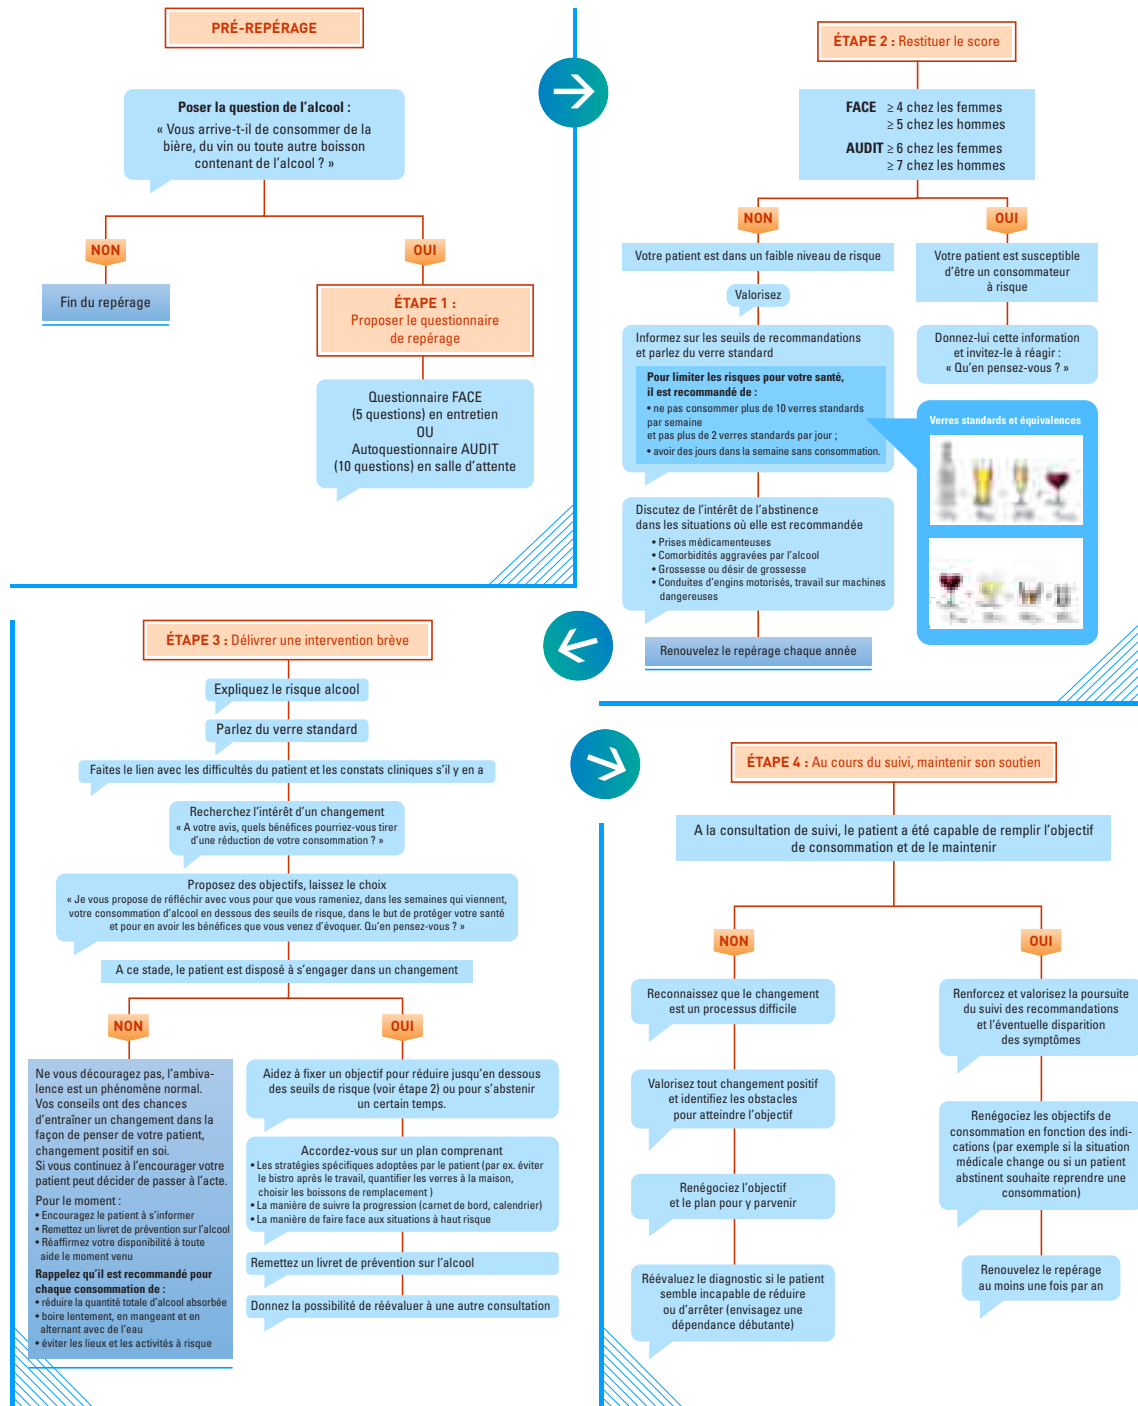 PRÉ-REPÉRAGE
Poser la question de l'alcool :
« Vous arrive-t-il de consommer de la
bière, du vin ou toute autre boisson
contenant de l'alcool ? »
NON
OUI
Fin du repérage
ÉTAPE 1 :
Proposer le questionnaire
de repérage
Questionnaire FACE
(5 questions) en entretien
OU
Autoquestionnaire AUDIT
(10 questions) en salle d'attente
ÉTAPE 2 : Restituer le score
FACE ≥ 4 chez les femmes
≥ 5 chez les hommes
AUDIT ≥ 6 chez les femmes
≥ 7 chez les hommes
NON
OUI
Votre patient est dans un faible niveau de risque
Valorisez
Informez sur les seuils de recommandations
et parlez du verre standard
Pour limiter les risques pour votre santé,
il est recommandé de :
• ne pas consommer plus de 10 verres standards
par semaine
et pas plus de 2 verres standards par jour ;
• avoir des jours dans la semaine sans consommation.
Discutez de l'intérêt de l'abstinence
dans les situations où elle est recommandée
• Prises médicamenteuses
• Comorbidités aggravées par l'alcool
• Grossesse ou désir de grossesse
• Conduites d'engins motorisés, travail sur machines
dangereuses
Renouvelez le repérage chaque année
Votre patient est susceptible
d'être un consommateur
à risque
Donnez-lui cette information
et invitez-le à réagir :
« Qu'en pensez-vous ? »
Verres standards et équivalences
ÉTAPE 3 : Délivrer une intervention brève
Expliquez le risque alcool
Parlez du verre standard
Faites le lien avec les difficultés du patient et les constats cliniques s'il y en a
Recherchez l'intérêt d'un changement
« A votre avis, quels bénéfices pourriez-vous tirer
d'une réduction de votre consommation ? »
Proposez des objectifs, laissez le choix
« Je vous propose de réfléchir avec vous pour que vous rameniez, dans les semaines qui viennent,
votre consommation d'alcool en dessous des seuils de risque, dans le but de protéger votre santé
et pour en avoir les bénéfices que vous venez d'évoquer. Qu'en pensez-vous ? »
A ce stade, le patient est disposé à s'engager dans un changement
NON
OUI
Ne vous découragez pas, l'ambiva-
lence est un phénomène normal.
Vos conseils ont des chances
d'entraîner un changement dans la
façon de penser de votre patient,
changement positif en soi.
Si vous continuez à l'encourager votre
patient peut décider de passer à l'acte.
Pour le moment :
• Encouragez le patient à s'informer
• Remettez un livret de prévention sur l'alcool
• Réaffirmez votre disponibilité à toute
aide le moment venu
Rappelez qu'il est recommandé pour
chaque consommation de :
• réduire la quantité totale d'alcool absorbée
• boire lentement, en mangeant et en
alternant avec de l'eau
• éviter les lieux et les activités à risque
Aidez à fixer un objectif pour réduire jusqu'en dessous
des seuils de risque (voir étape 2) ou pour s'abstenir
un certain temps.
Accordez-vous sur un plan comprenant
• Les stratégies spécifiques adoptées par le patient (par ex. éviter
le bistro après le travail, quantifier les verres à la maison,
choisir les boissons de remplacement )
• La manière de suivre la progression (carnet de bord, calendrier)
• La manière de faire face aux situations à haut risque
Remettez un livret de prévention sur l'alcool
Donnez la possibilité de réévaluer à une autre consultation
ÉTAPE 4 : Au cours du suivi, maintenir son soutien
A la consultation de suivi, le patient a été capable de remplir l'objectif
de consommation et de le maintenir
NON
OUI
Reconnaissez que le changement
est un processus difficile
Valorisez tout changement positif
et identifiez les obstacles
pour atteindre l'objectif
Renégociez l'objectif
et le plan pour y parvenir
Réévaluez le diagnostic si le patient
semble incapable de réduire
ou d'arrêter (envisagez une
dépendance débutante)
Renforcez et valorisez la poursuite
du suivi des recommandations
et l'éventuelle disparition
des symptômes
Renégociez les objectifs de
consommation en fonction des indi-
cations (par exemple si la situation
médicale change ou si un patient
abstinent souhaite reprendre une
consommation)
Renouvelez le repérage
au moins une fois par an